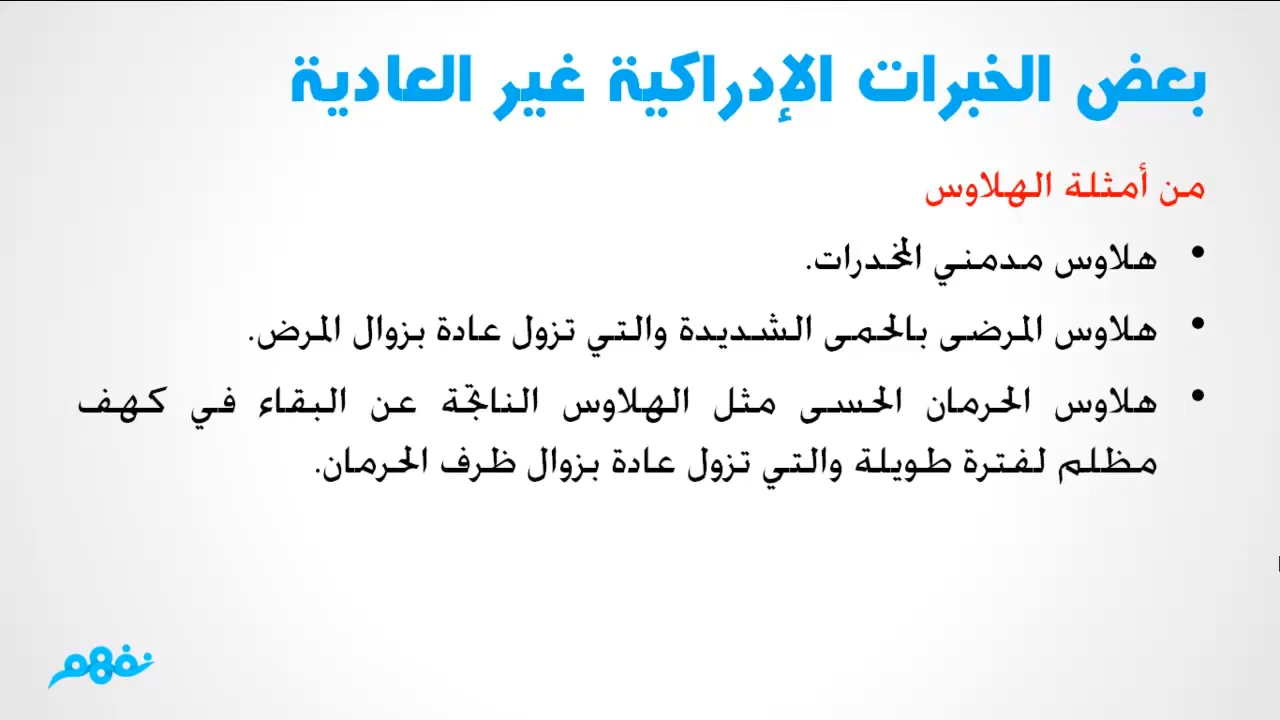 بعض الخبرات الإدراكية غير العادية
من أمثلة الهلاوس
• هلاوس مدمني المخدرات.
• هلاوس المرضى بالحمى الشديدة والتي تزول عادة بزوال المرض.
• هلاوس الحرمان الحسى مثل الهلاوس الناتجة عن البقاء في كهف
مظلم لفترة طويلة والتي تزول عادة بزوال ظرف الحرمان.
نفهم